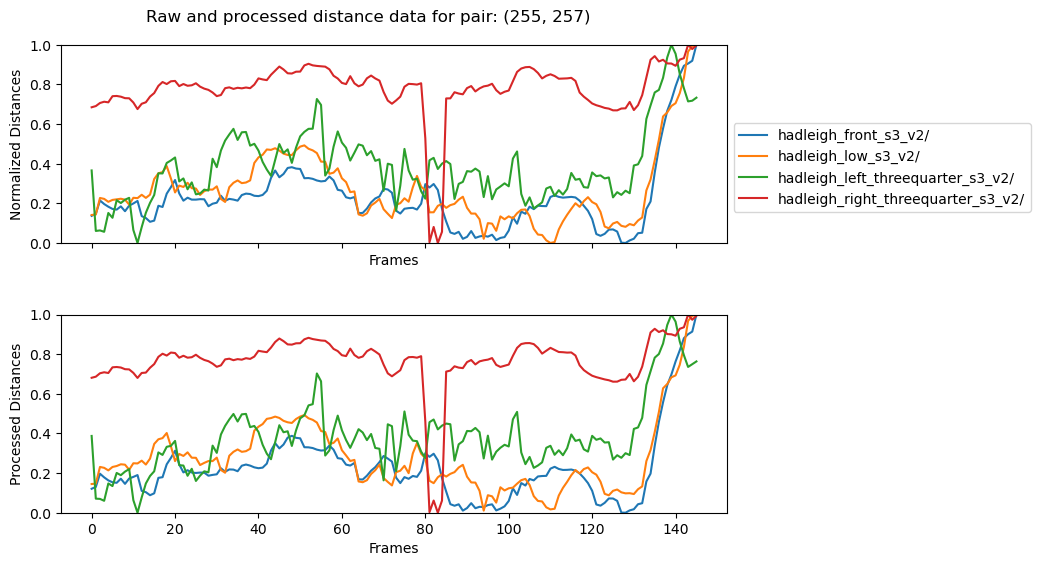 Raw and processed distance data for pair: (255, 257)
Normalized Distances
1.0
0.8
0.6
0.4
0.2
0.0
Frames
hadleigh_front_s3_v2/
hadleigh_low_s3_v2/
hadleigh_left_threequarter_s3_v2/
hadleigh_right_threequarter_s3_v2/
Processed Distances
1.0
0.8
0.6
0.4
0.2
0.0
0 20 40 60 80 100 120 140
Frames